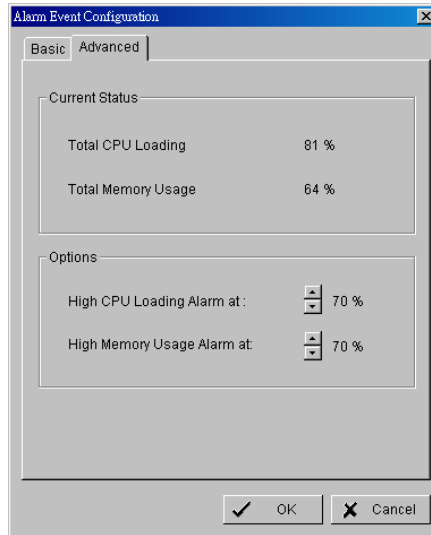 Alarm Event Configuration
Basic Advanced
Current Status
Total CPU Loading 81 %
Total Memory Usage 64 %
Options
High CPU Loading Alarm at : 70 %
High Memory Usage Alarm at: 70 %
OK Cancel